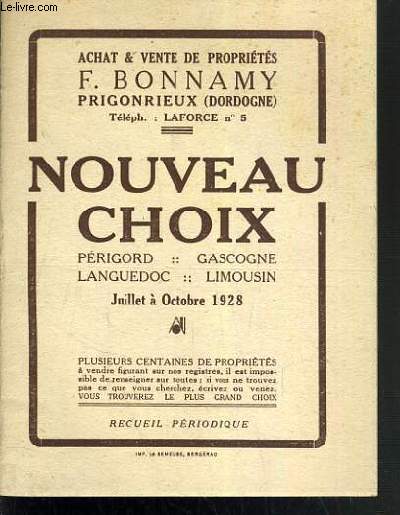 © Le-livre.com
ACHAT & VENTE DE PROPRIÉTÉS
F. BONNAMY
PRIGONRIEUX (DORDOGNE)
Téléph. : LAFORCE n° 5
NOUVEAU
CHOIX
PÉRIGORD :: GASCOGNE
LANGUEDOC :: LIMOUSIN
Juillet à Octobre 1928
PLUSIEURS CENTAINES DE PROPRIÉTÉS
à vendre figurant sur nos registres, il est impos-
sible de renseigner sur toutes ; si vous ne trouvez
pas ce que vous cherchez, écrivez ou venez.
VOUS TROUVEREZ LE PLUS GRAND CHOIX
RECUEIL PÉRIODIQUE
IMP. LA SEMEUSE, BERGERAC